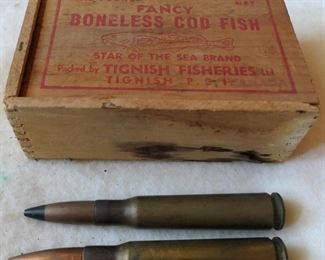 FANCY
BONELESS COD FISH
STAR OF THE SEA BRAND
Packed by TIGNISH FISHERIES Ltd
TIGNISH P.E.I.